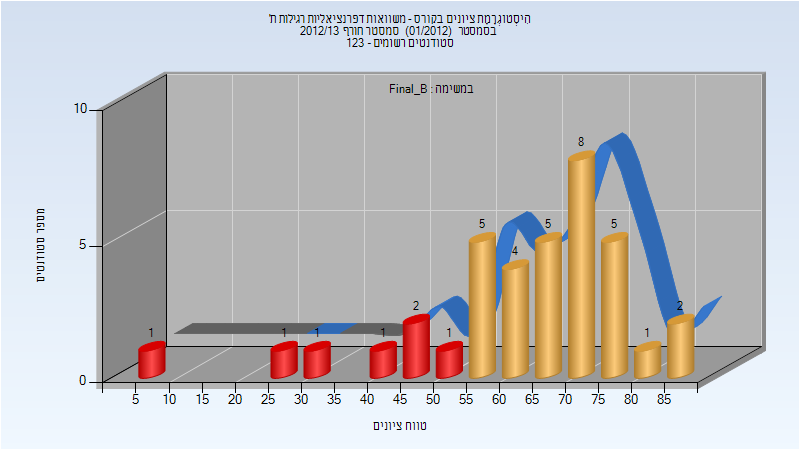 היסטוגרמת ציונים בקורס - משוואות דפרנציאליות רגילות ח'
בסמסטר (01/2012) סמסטר חורף 2012/13
סטודנטים רשומים - 123
במשימה : Final_B
מספר סטודנטים
10
5
0
1
1
1
1
2
1
5
4
5
8
5
1
2
5 10 15 20 25 30 35 40 45 50 55 60 65 70 75 80 85
טווח ציונים